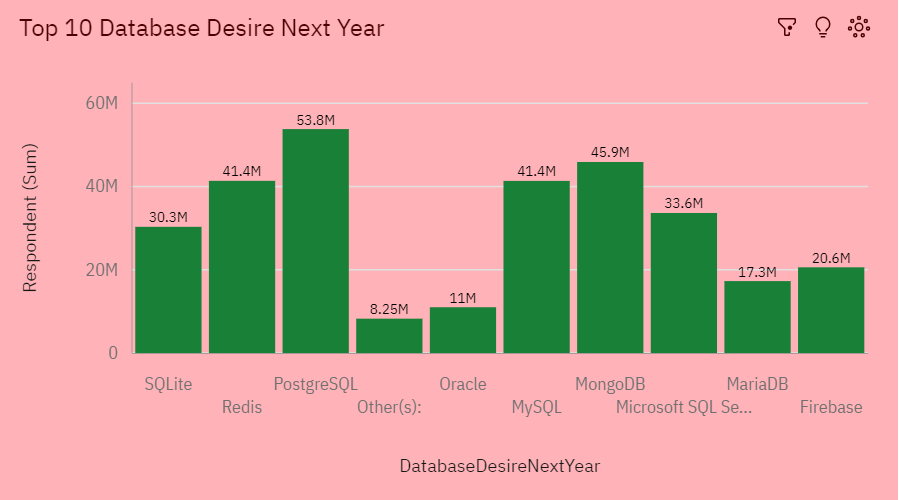 Top 10 Database Desire Next Year
Respondent (Sum)
60M
40M
20M
0
30.3M
41.4M
53.8M
8.25M
11M
41.4M
45.9M
33.6M
17.3M
20.6M
SQLite
Redis
PostgreSQL
Other(s):
Oracle
MySQL
MongoDB
Microsoft SQL Se...
MariaDB
Firebase
DatabaseDesireNextYear